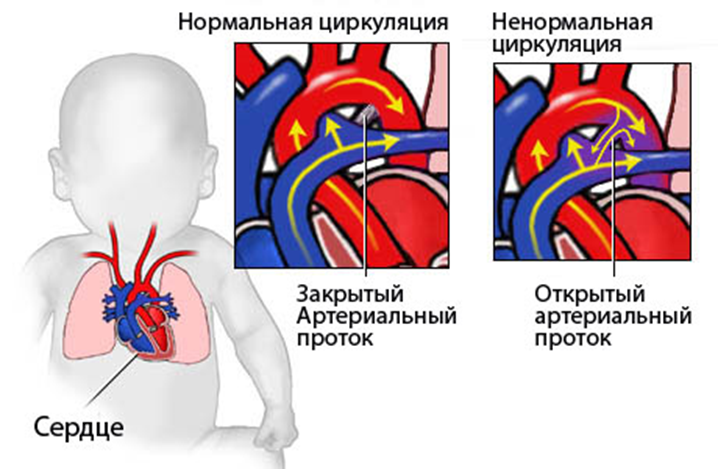 Нормальная циркуляция
Ненормальная
циркуляция
Закрытый
Артериальный
проток
Открытый
артериальный
проток
Сердце